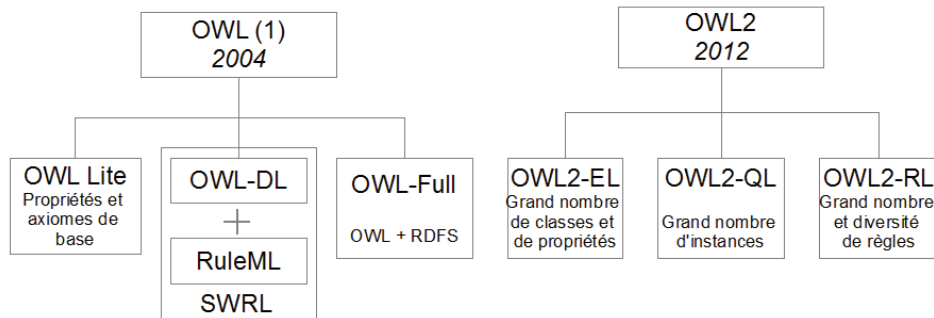 OWL (1)
2004
OWL Lite
Propriétés et
axiomes de
base
OWL-DL
+
RuleML
SWRL
OWL-Full
OWL + RDFS
OWL2
2012
OWL2-EL
Grand nombre
de classes et
de propriétés
OWL2-QL
Grand nombre
d'instances
OWL2-RL
Grand nombre
et diversité
de règles